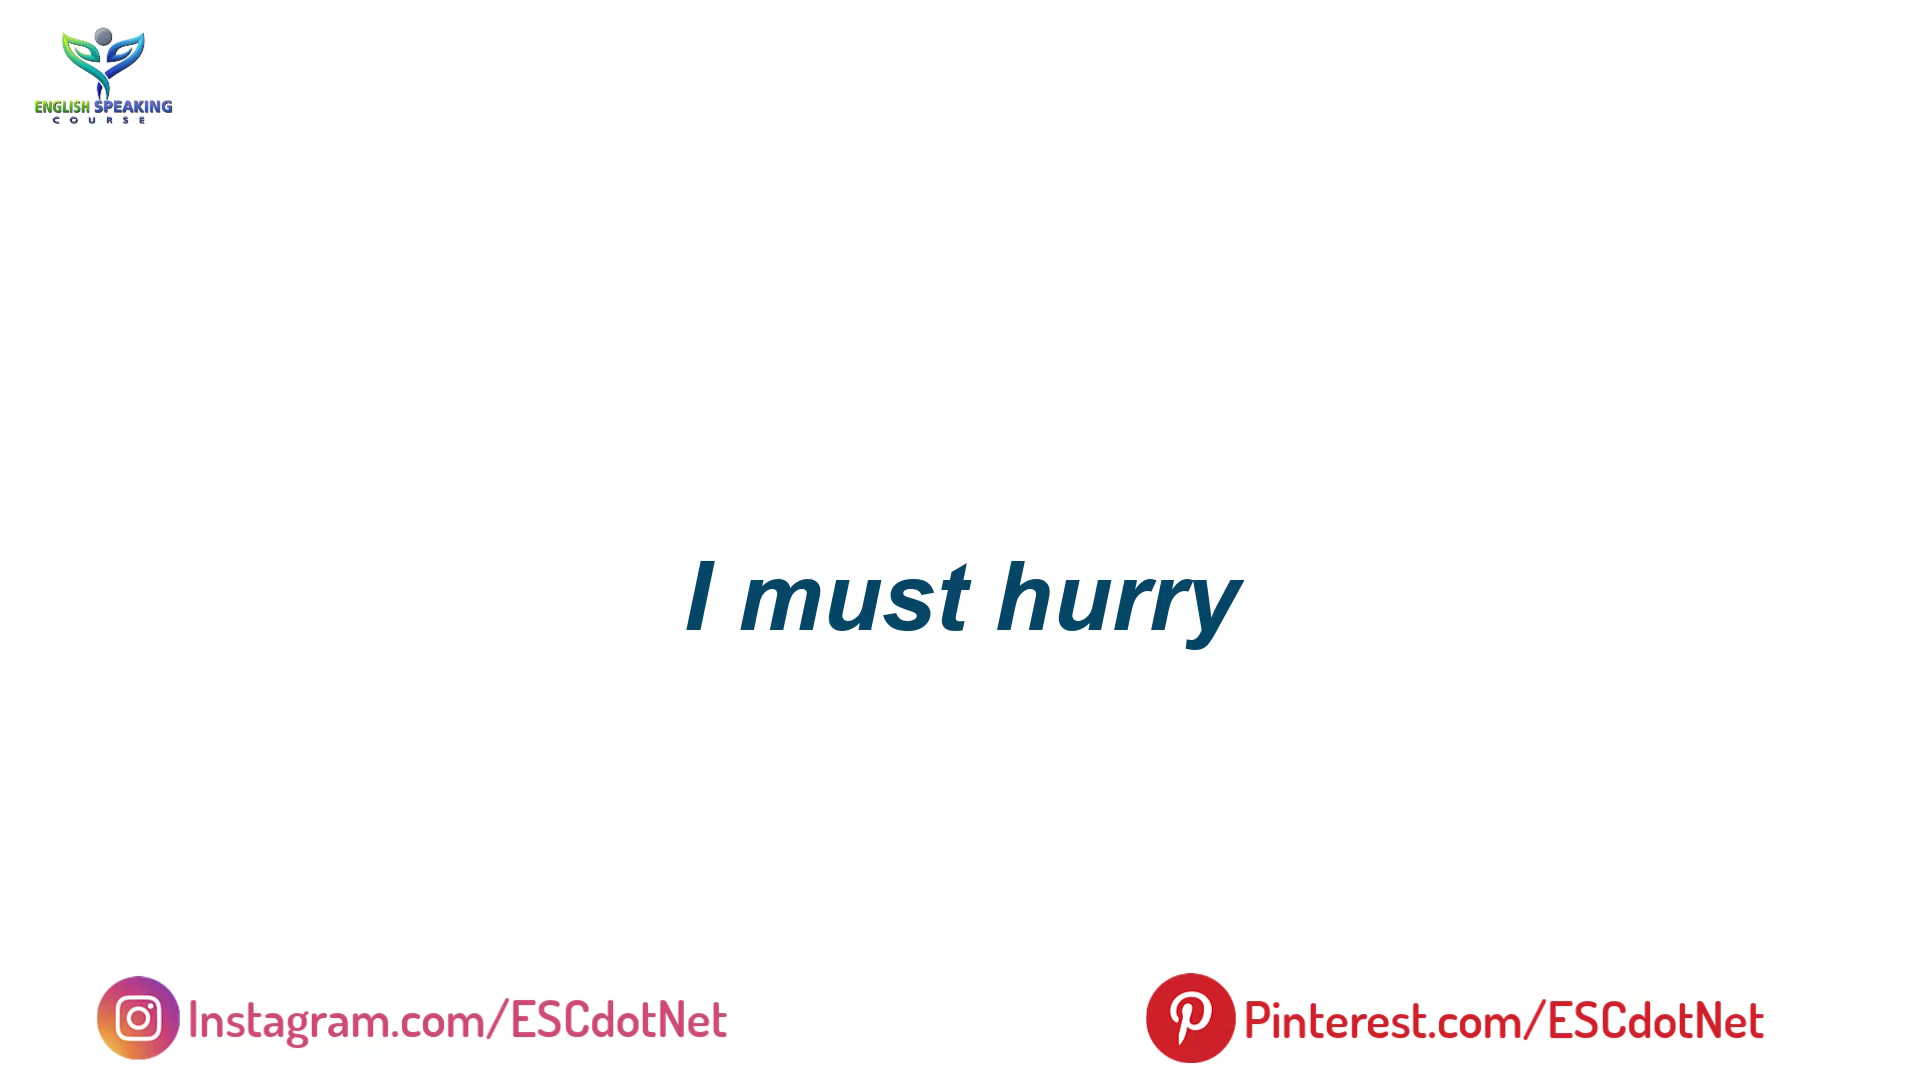 ENGLISH SPEAKING
COURSE
I must hurry
Instagram.com/ESCdotNet
Pinterest.com/ESCdotNet